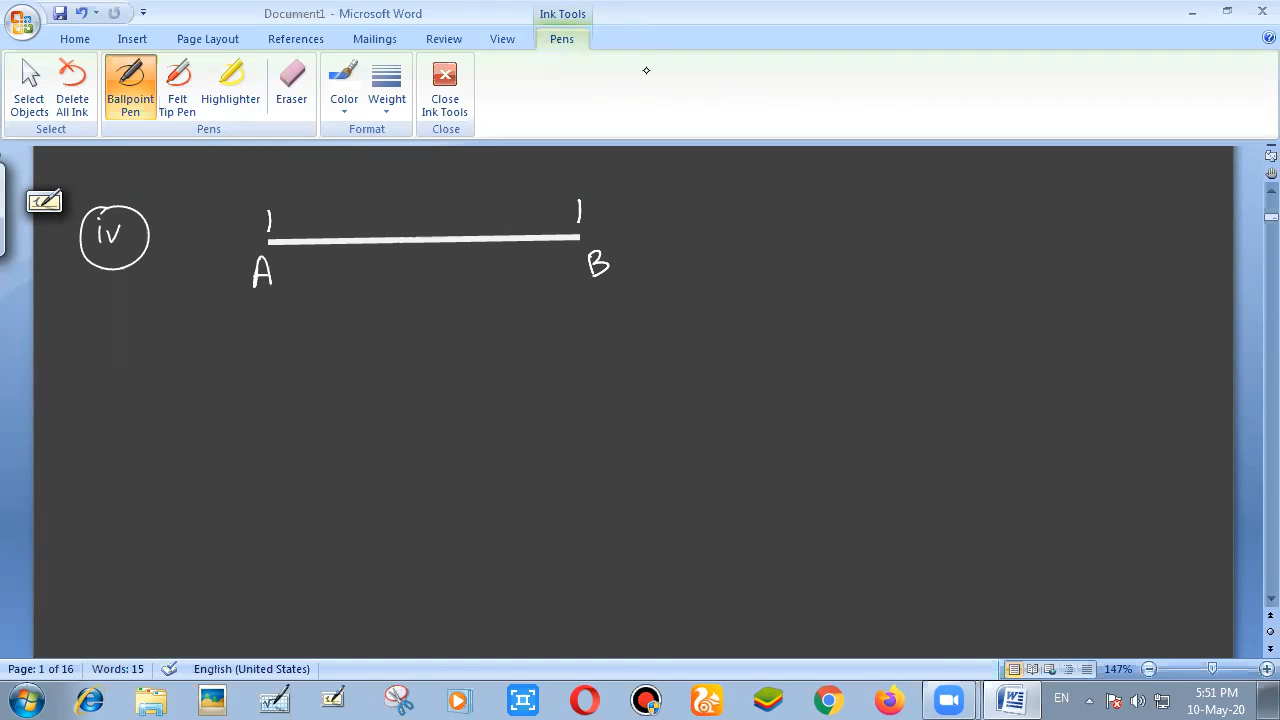 Document1 - Microsoft Word
Ink Tools
Home Insert Page Layout References Mailings Review View Pens
Select Objects
Delete All Ink
Ballpoint Pen
Felt Tip Pen
Highlighter
Eraser
Color
Weight
Close Ink Tools
Select Pens Format Close
iv
A
B
Page: 1 of 16 Words: 15 English (United States) 147%
EN 5:51 PM
10-May-20